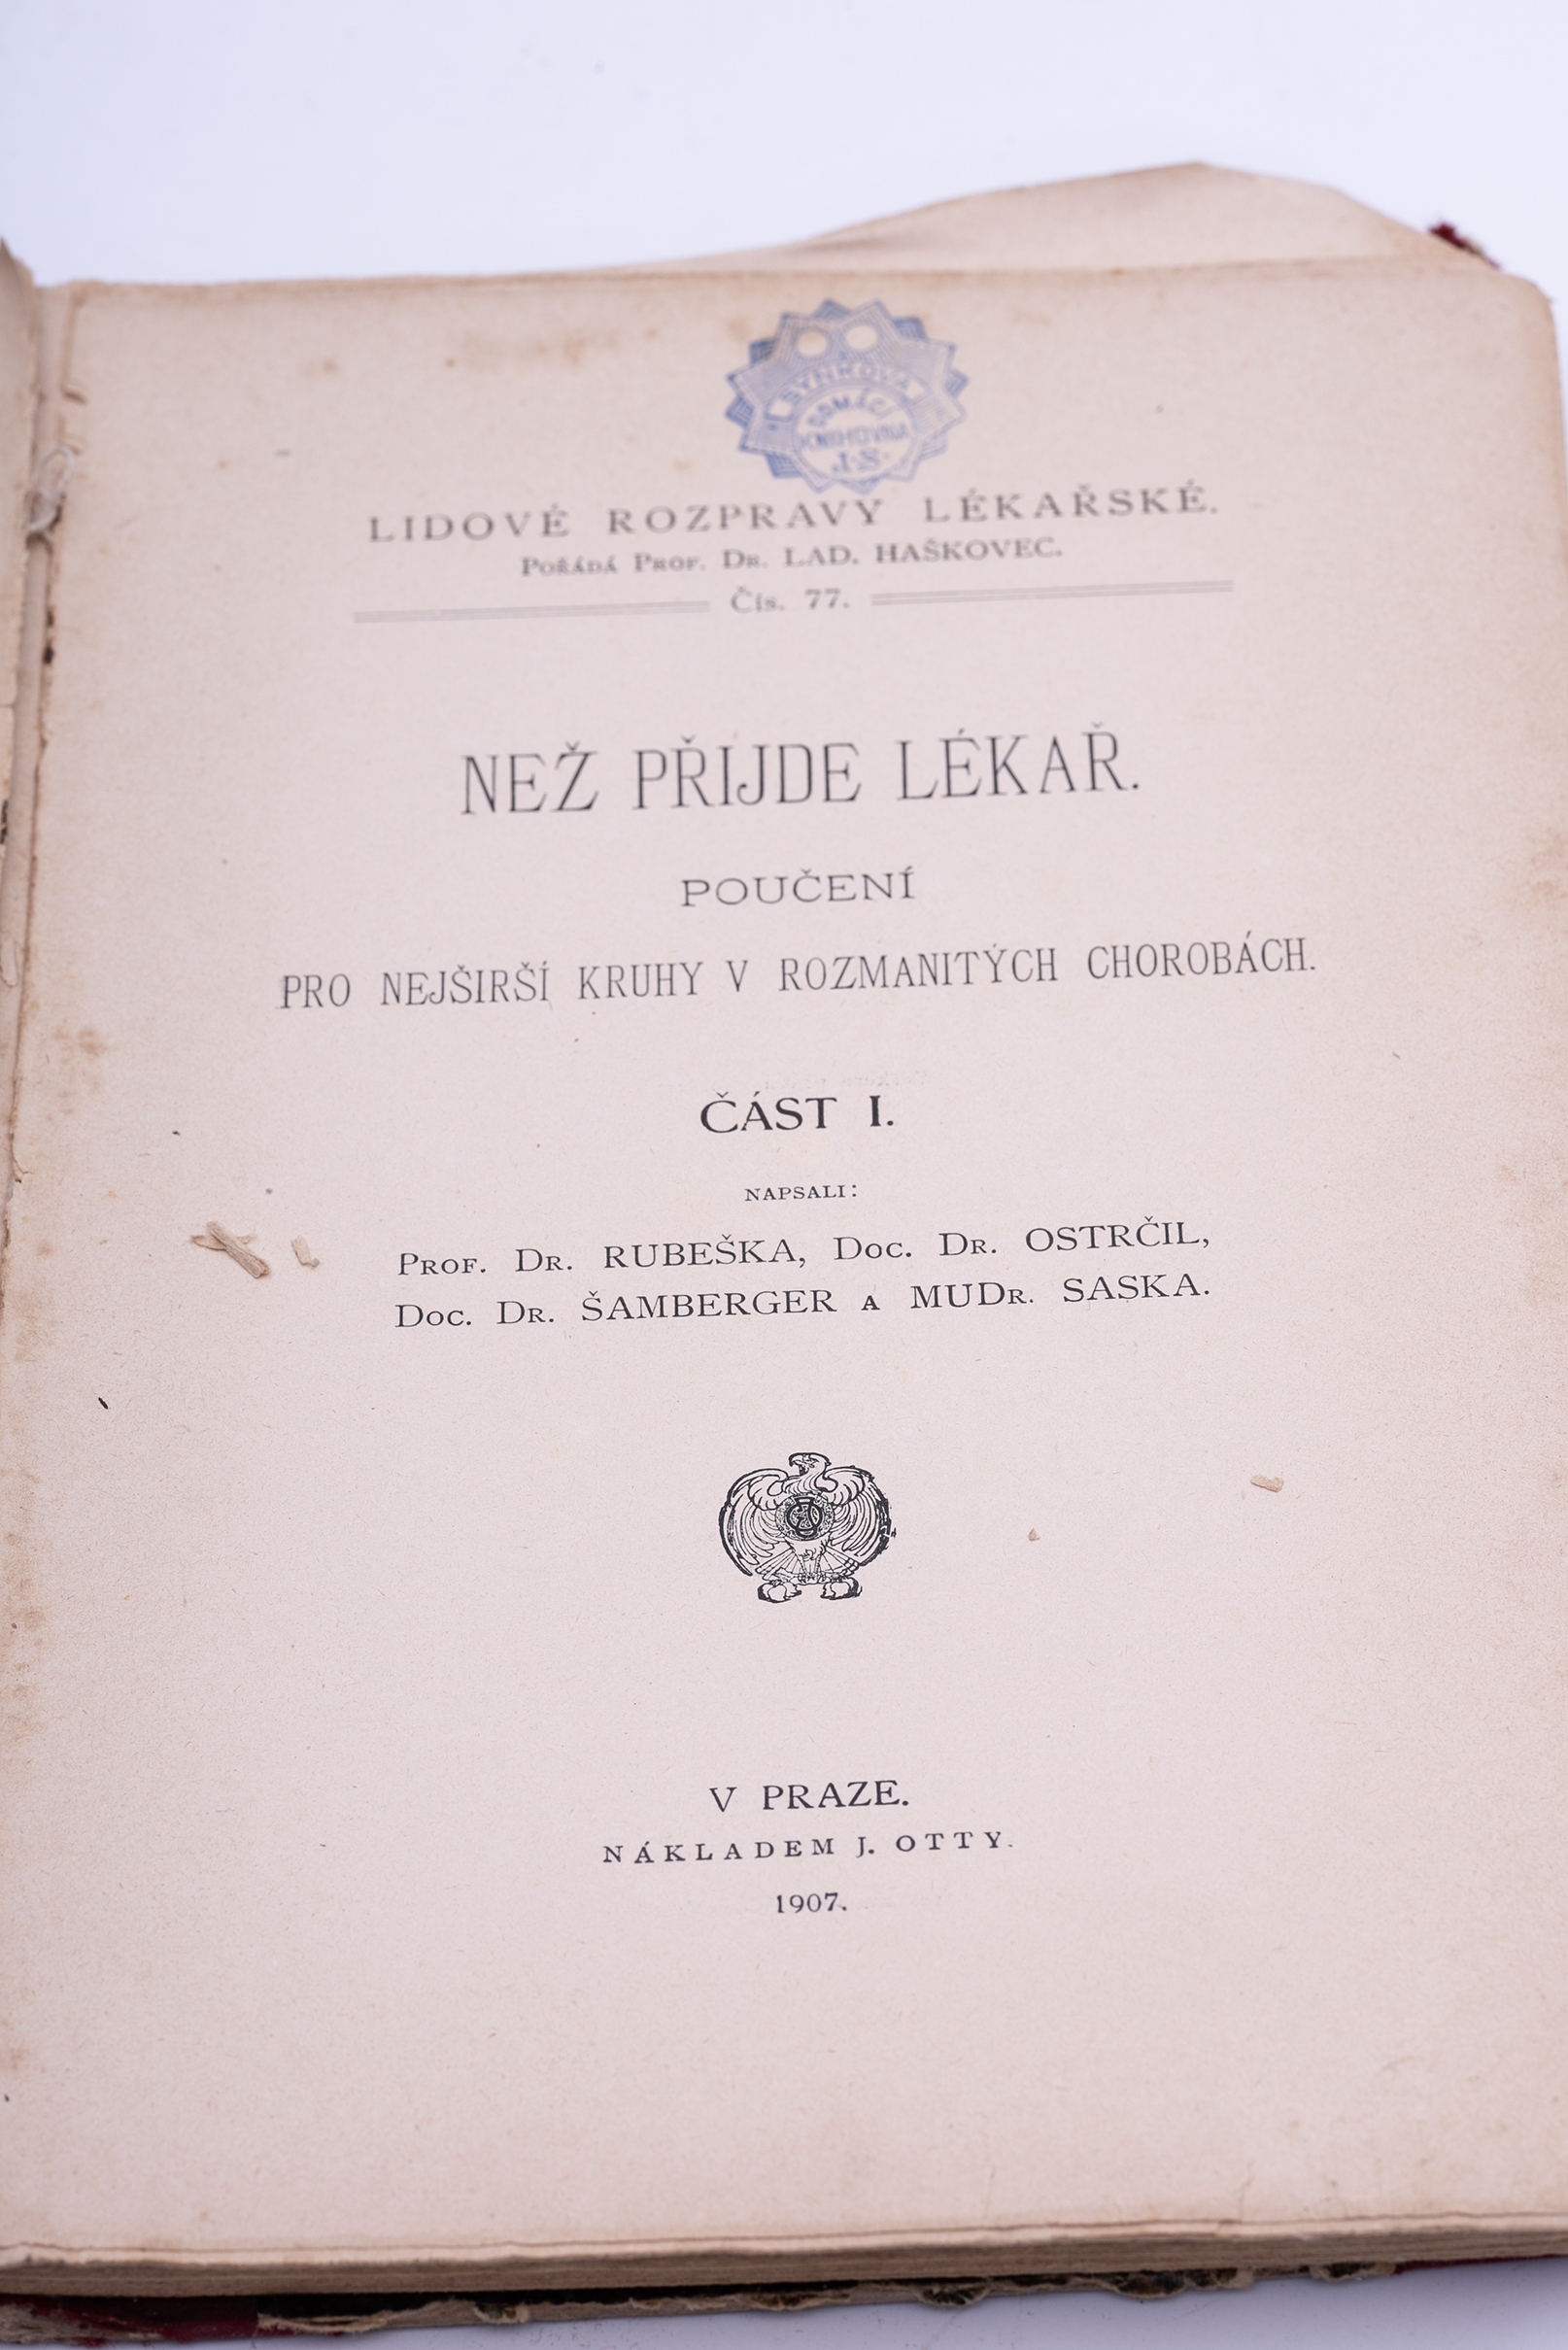 SYNKOVA
DOMÁCÍ
KNIHOVNA
J. S.
LIDOVÉ ROZPRAVY LÉKAŘSKÉ.
POŘÁDÁ PROF. DR. LAD. HAŠKOVEC.
Čís. 77.
NEŽ PŘIJDE LÉKAŘ.
POUČENÍ
PRO NEJŠIRŠÍ KRUHY V ROZMANITÝCH CHOROBÁCH.
ČÁST I.
NAPSALI:
PROF. DR. RUBEŠKA, DOC. DR. OSTRČIL,
DOC. DR. ŠAMBERGER A MUDR. SASKA.
V PRAZE.
NÁKLADEM J. OTTY.
1907.